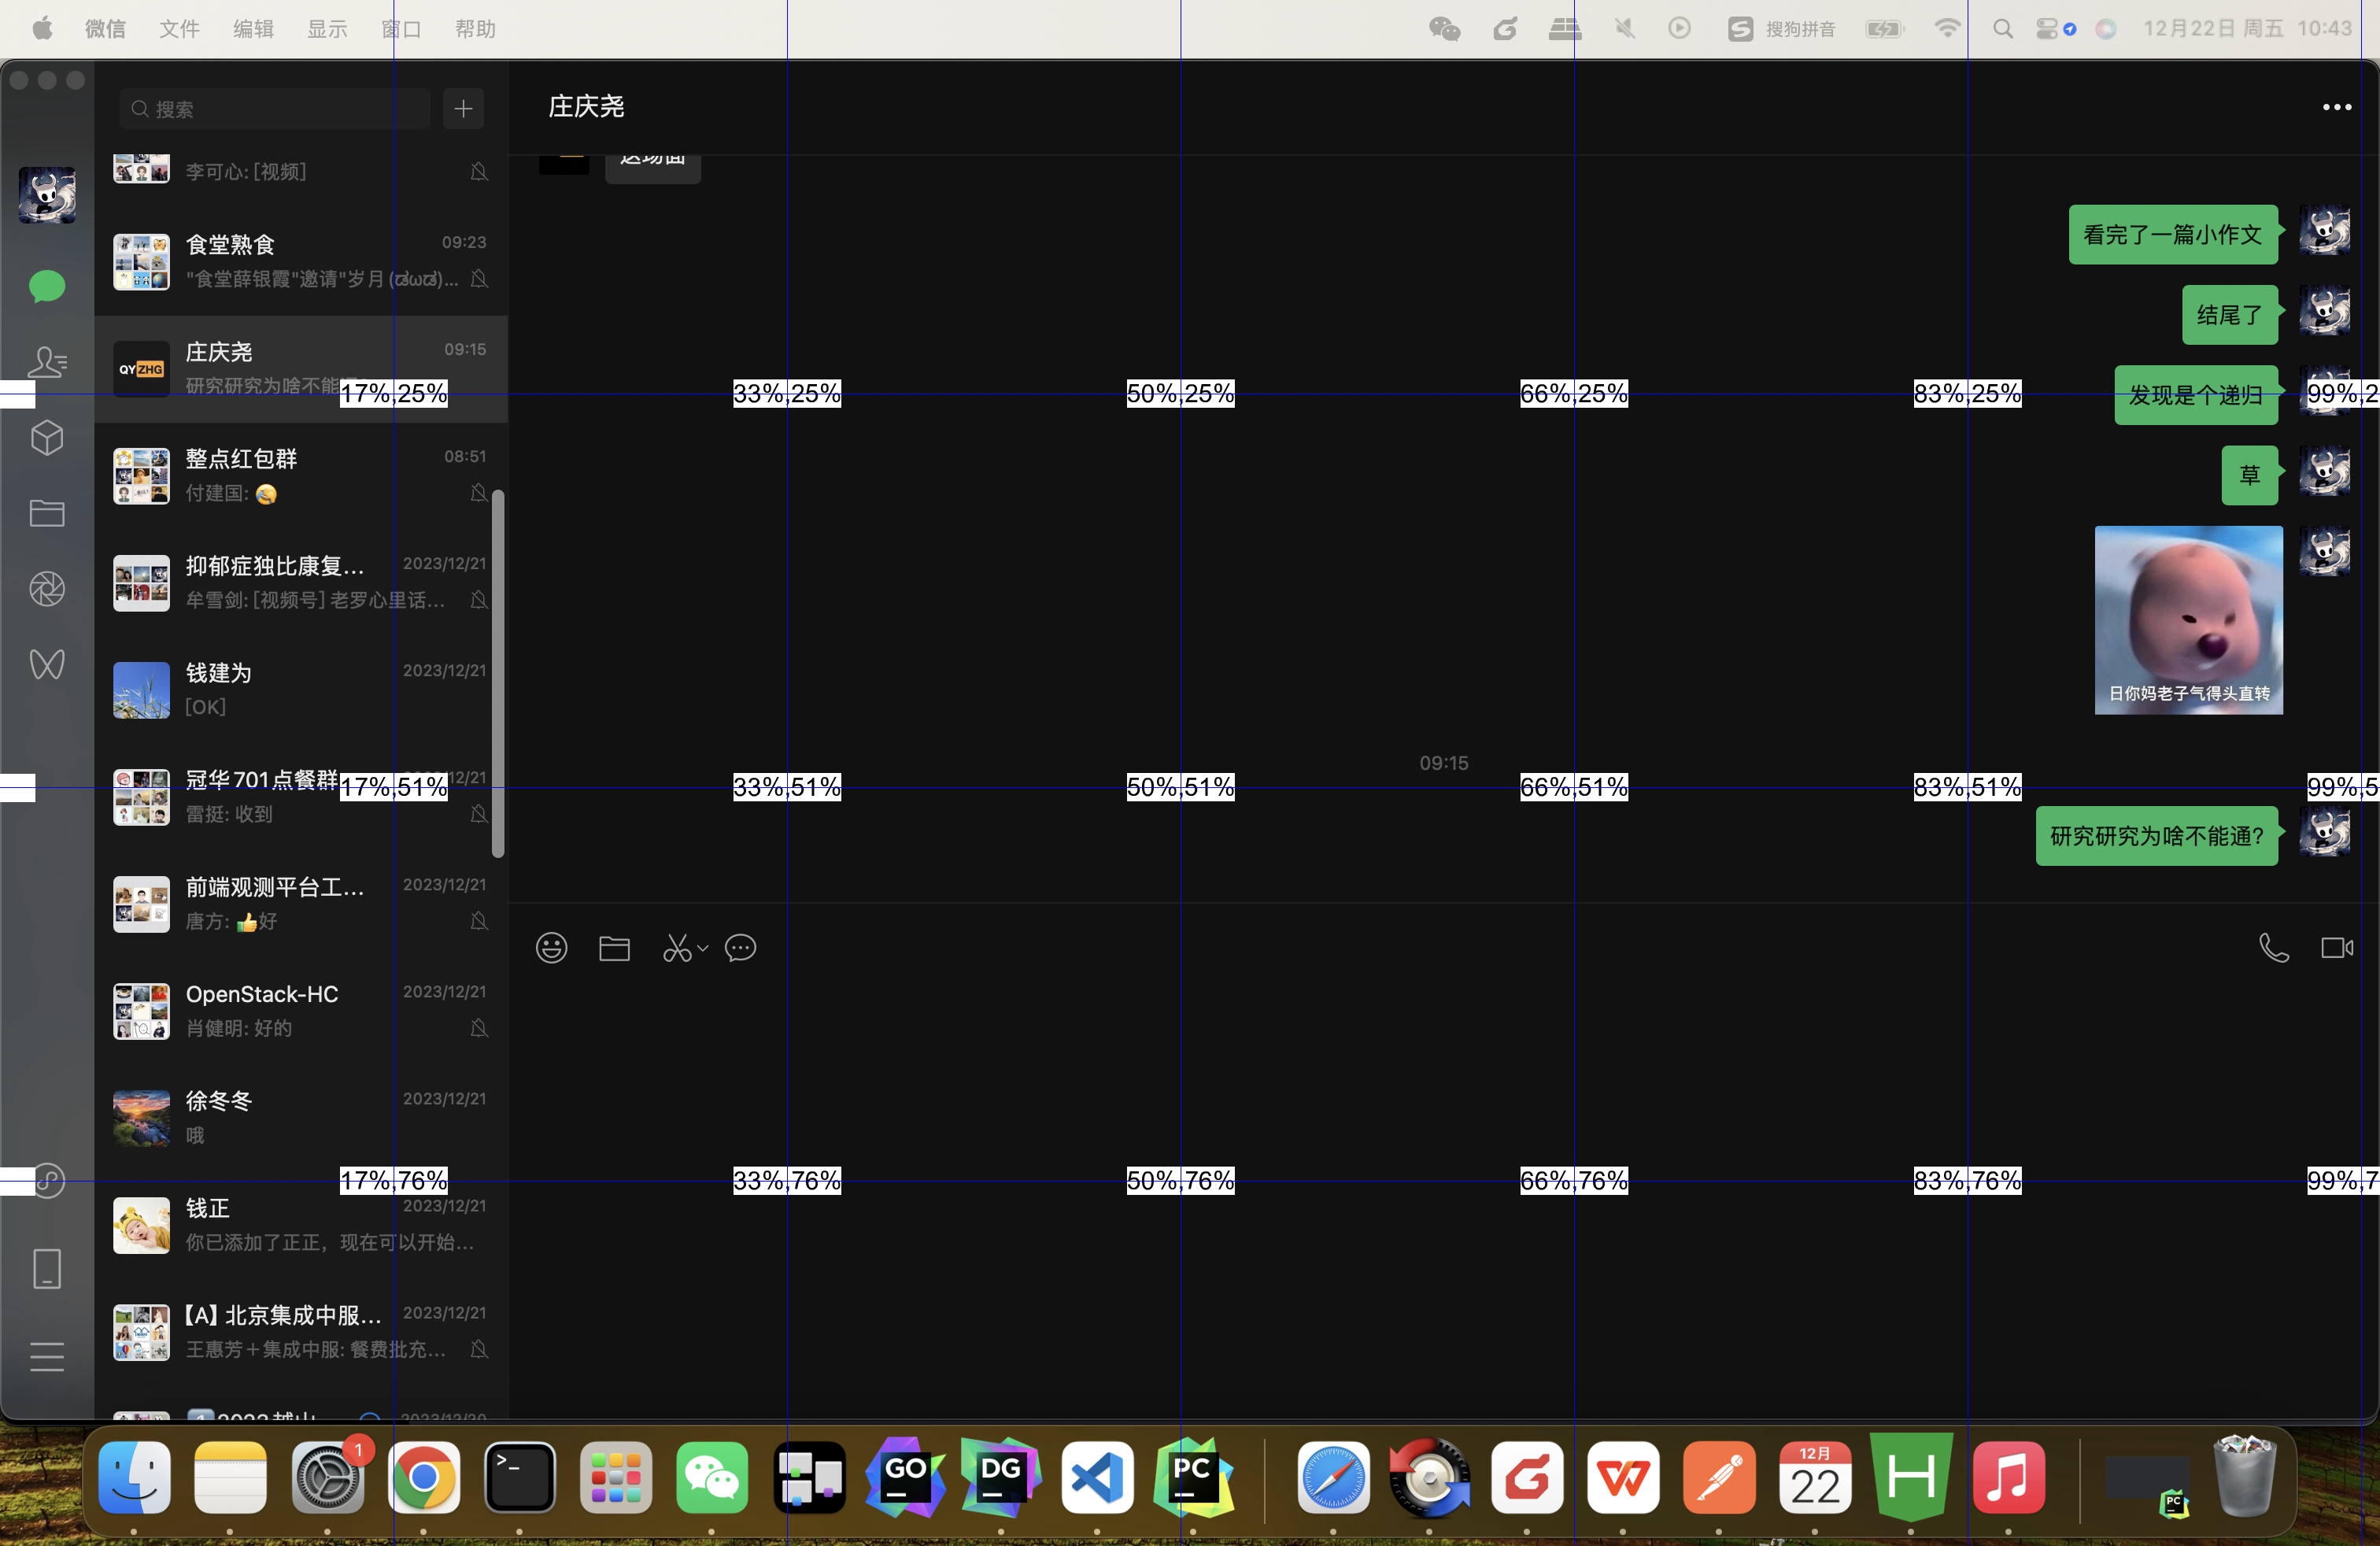 微信 文件 编辑 显示 窗口 帮助 搜狗拼音 12月22日 周五 10:43
搜索
李可心: [视频]
食堂熟食 09:23
"食堂薛银霞"邀请"岁月
庄庆尧 09:15
研究研究为啥不能
整点红包群 08:51
付建国:
抑郁症独比康复... 2023/12/21
牟雪剑: [视频号] 老罗心里话...
钱建为 2023/12/21
[OK]
冠华701点餐群 12/21
雷挺: 收到
前端观测平台工... 2023/12/21
唐方: 👍好
OpenStack-HC 2023/12/21
肖健明: 好的
徐冬冬 2023/12/21
哦
钱正 2023/12/21
你已添加了正正，现在可以开始...
【A】北京集成中服... 2023/12/21
王惠芳＋集成中服: 餐费批充...
QY ZHG
庄庆尧
这场面
看完了一篇小作文
结尾了
发现是个递归
草
日你妈老子气得头直转
09:15
研究研究为啥不能通?
17%,25% 33%,25% 50%,25% 66%,25% 83%,25% 99%,2
17%,51% 33%,51% 50%,51% 66%,51% 83%,51% 99%,5
17%,76% 33%,76% 50%,76% 66%,76% 83%,76% 99%,7
1
>_
GO
DG
PC
12月
22
PC